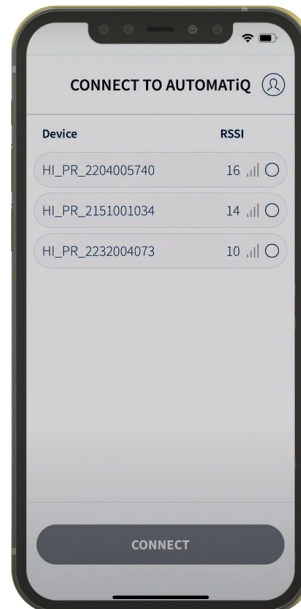 CONNECT TO AUTOMATiQ
Device RSSI
HI_PR_2204005740 16
HI_PR_2151001034 14
HI_PR_2232004073 10
CONNECT